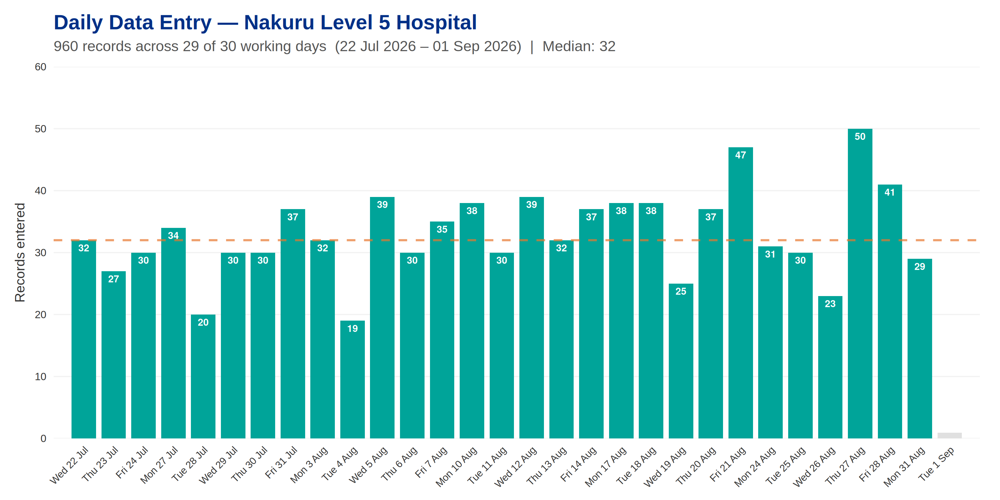 Daily Data Entry — Nakuru Level 5 Hospital
960 records across 29 of 30 working days  (22 Jul 2026 – 01 Sep 2026)  |  Median: 32
Records entered
60
50
40
30
20
10
0
32
27
30
34
20
30
30
37
32
19
39
30
35
38
30
39
32
37
38
38
25
37
47
31
30
23
50
41
29
Wed 22 Jul
Thu 23 Jul
Fri 24 Jul
Mon 27 Jul
Tue 28 Jul
Wed 29 Jul
Thu 30 Jul
Fri 31 Jul
Mon 3 Aug
Tue 4 Aug
Wed 5 Aug
Thu 6 Aug
Fri 7 Aug
Mon 10 Aug
Tue 11 Aug
Wed 12 Aug
Thu 13 Aug
Fri 14 Aug
Mon 17 Aug
Tue 18 Aug
Wed 19 Aug
Thu 20 Aug
Fri 21 Aug
Mon 24 Aug
Tue 25 Aug
Wed 26 Aug
Thu 27 Aug
Fri 28 Aug
Mon 31 Aug
Tue 1 Sep